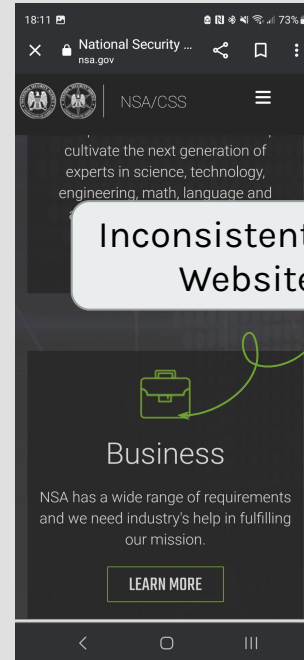 18:11 73%
National Security ...
nsa.gov
NSA/CSS
cultivate the next generation of
experts in science, technology,
engineering, math, language and
Inconsistent
Website
Business
NSA has a wide range of requirements
and we need industry's help in fulfilling
our mission.
LEARN MORE